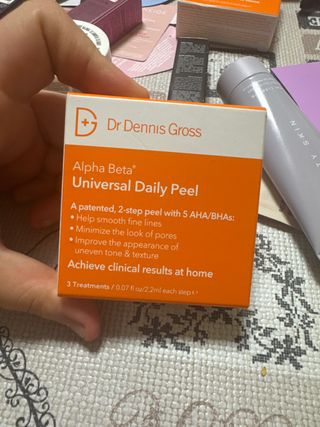 Dr Dennis Gross
Alpha Beta®
Universal Daily Peel
A patented, 2-step peel with 5 AHA/BHAs:
• Help smooth fine lines
• Minimize the look of pores
• Improve the appearance of
uneven tone & texture
Achieve clinical results at home
3 Treatments / 0.07 fl oz/2.2ml each step ℮
SKIN